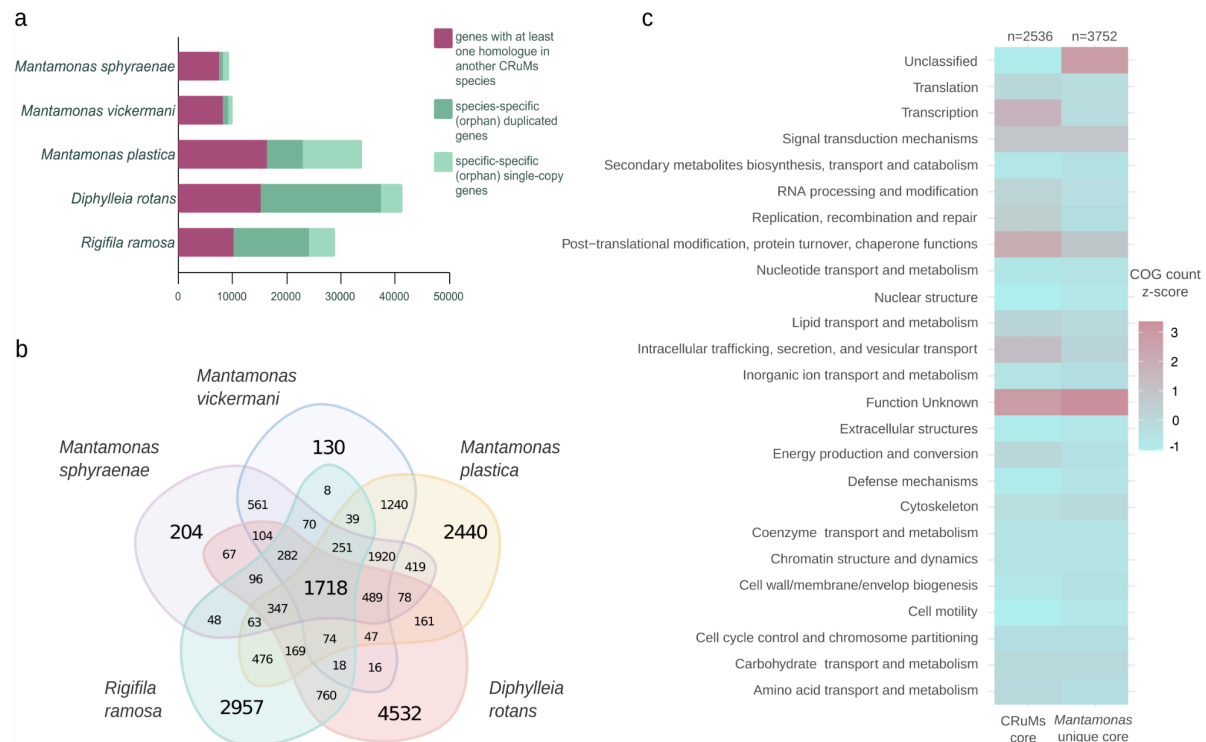 a
Mantamonas sphyraenae
Mantamonas vickermani
Mantamonas plastica
Diphylleia rotans
Rigifila ramosa
0 10000 20000 30000 40000 50000
genes with at least
one homologue in
another CRuMs
species
species-specific
(orphan) duplicated
genes
specific-specific
(orphan) single-copy
genes
b
Mantamonas
vickermani
Mantamonas
sphyraenae
Mantamonas
plastica
Rigifila
ramosa
Diphylleia
rotans
130
8
561
1240
39
70
204
2440
104
282
251
1920
67
419
96
1718
489
78
347
48
63
161
74
47
169
476
18
16
760
2957
4532
c
n=2536 n=3752
Unclassified
Translation
Transcription
Signal transduction mechanisms
Secondary metabolites biosynthesis, transport and catabolism
RNA processing and modification
Replication, recombination and repair
Post−translational modification, protein turnover, chaperone functions
Nucleotide transport and metabolism
Nuclear structure
Lipid transport and metabolism
Intracellular trafficking, secretion, and vesicular transport
Inorganic ion transport and metabolism
Function Unknown
Extracellular structures
Energy production and conversion
Defense mechanisms
Cytoskeleton
Coenzyme transport and metabolism
Chromatin structure and dynamics
Cell wall/membrane/envelop biogenesis
Cell motility
Cell cycle control and chromosome partitioning
Carbohydrate transport and metabolism
Amino acid transport and metabolism
CRuMs
core
Mantamonas
unique core
COG count
z-score
3
2
1
0
-1